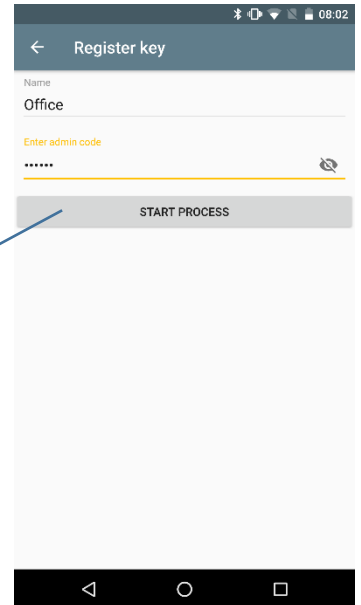 08:02
Register key
Name
Office
Enter admin code
••••••
START PROCESS